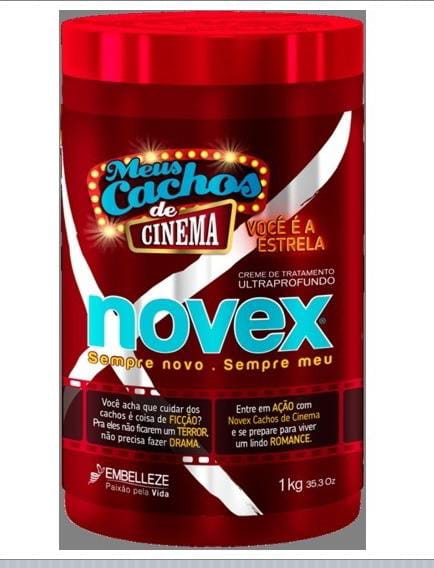 Meus
Cachos
de
CINEMA
VOCÊ É A
ESTRELA
CREME DE TRATAMENTO
ULTRAPROFUNDO
novex®
Sempre novo . Sempre meu
Você acha que cuidar dos
cachos é coisa de FICÇÃO?
Pra eles não ficarem um TERROR,
não precisa fazer DRAMA.
Entre em AÇÃO com
Novex Cachos de Cinema
e se prepare para viver
um lindo ROMANCE.
EMBELLEZE
Paixão pela Vida
1kg 35.3 Oz